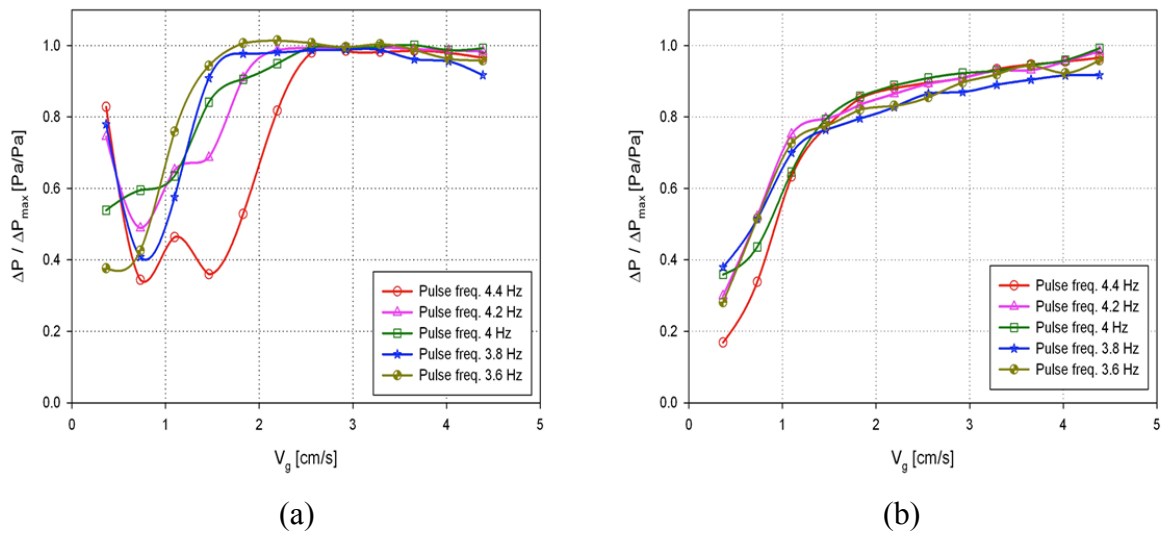 ΔP / ΔPmax [Pa/Pa]
1.0
0.8
0.6
0.4
0.2
0.0
Pulse freq. 4.4 Hz
Pulse freq. 4.2 Hz
Pulse freq. 4 Hz
Pulse freq. 3.8 Hz
Pulse freq. 3.6 Hz
0 1 2 3 4 5
Vg [cm/s]
(a)
ΔP / ΔPmax [Pa/Pa]
1.0
0.8
0.6
0.4
0.2
0.0
Pulse freq. 4.4 Hz
Pulse freq. 4.2 Hz
Pulse freq. 4 Hz
Pulse freq. 3.8 Hz
Pulse freq. 3.6 Hz
0 1 2 3 4 5
Vg [cm/s]
(b)